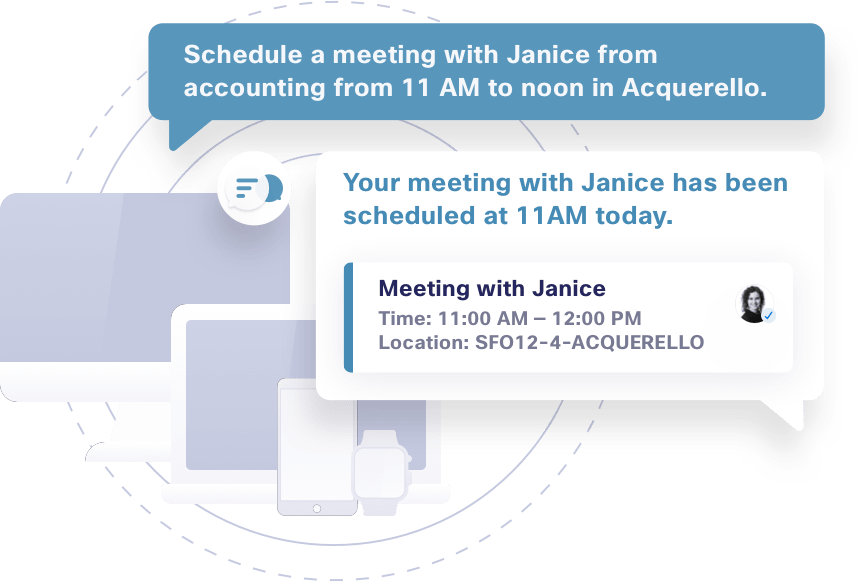 Schedule a meeting with Janice from
accounting from 11 AM to noon in Acquerello.
Your meeting with Janice has been
scheduled at 11AM today.
Meeting with Janice
Time: 11:00 AM – 12:00 PM
Location: SFO12-4-ACQUERELLO